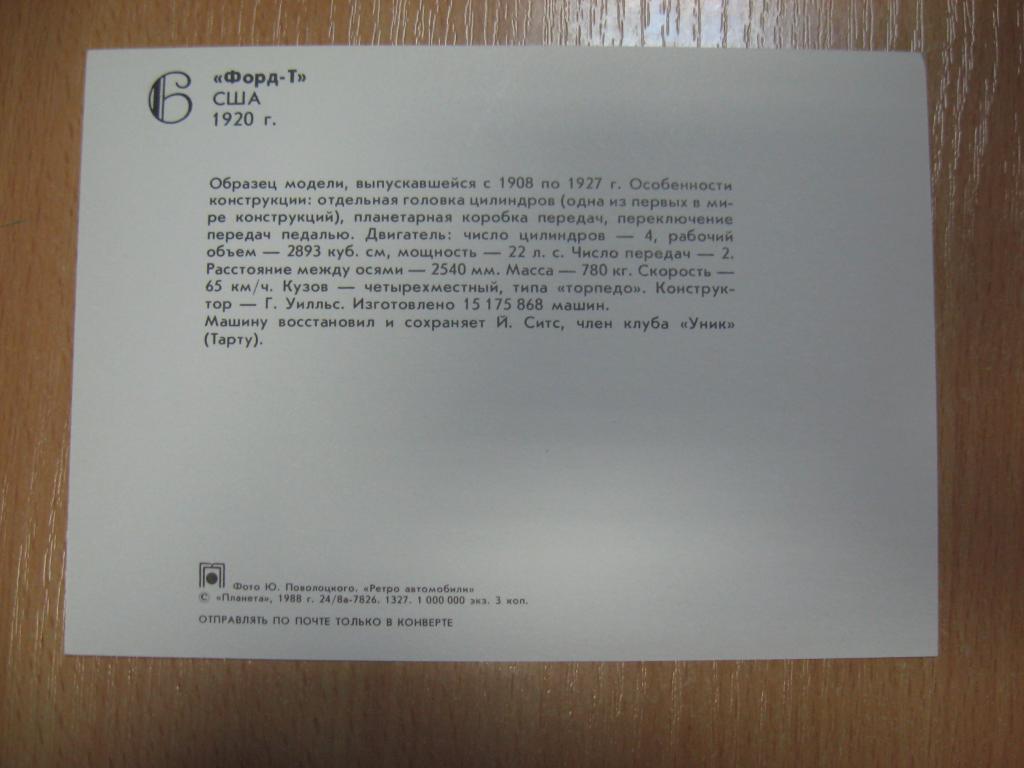 6
«Форд-Т»
США
1920 г.
Образец модели, выпускавшейся с 1908 по 1927 г. Особенности
конструкции: отдельная головка цилиндров (одна из первых в ми-
ре конструкций), планетарная коробка передач, переключение
передач педалью. Двигатель: число цилиндров — 4, рабочий
объем — 2893 куб. см, мощность — 22 л. с. Число передач — 2.
Расстояние между осями — 2540 мм. Масса — 780 кг. Скорость —
65 км/ч. Кузов — четырехместный, типа «торпедо». Конструк-
тор — Г. Уилльс. Изготовлено 15 175 868 машин.
Машину восстановил и сохраняет Й. Ситс, член клуба «Уник»
(Тарту).
Фото Ю. Поволоцкого. «Ретро автомобили»
© «Планета», 1988 г. 24/8а-7826. 1327. 1 000 000 экз. 3 коп.
ОТПРАВЛЯТЬ ПО ПОЧТЕ ТОЛЬКО В КОНВЕРТЕ